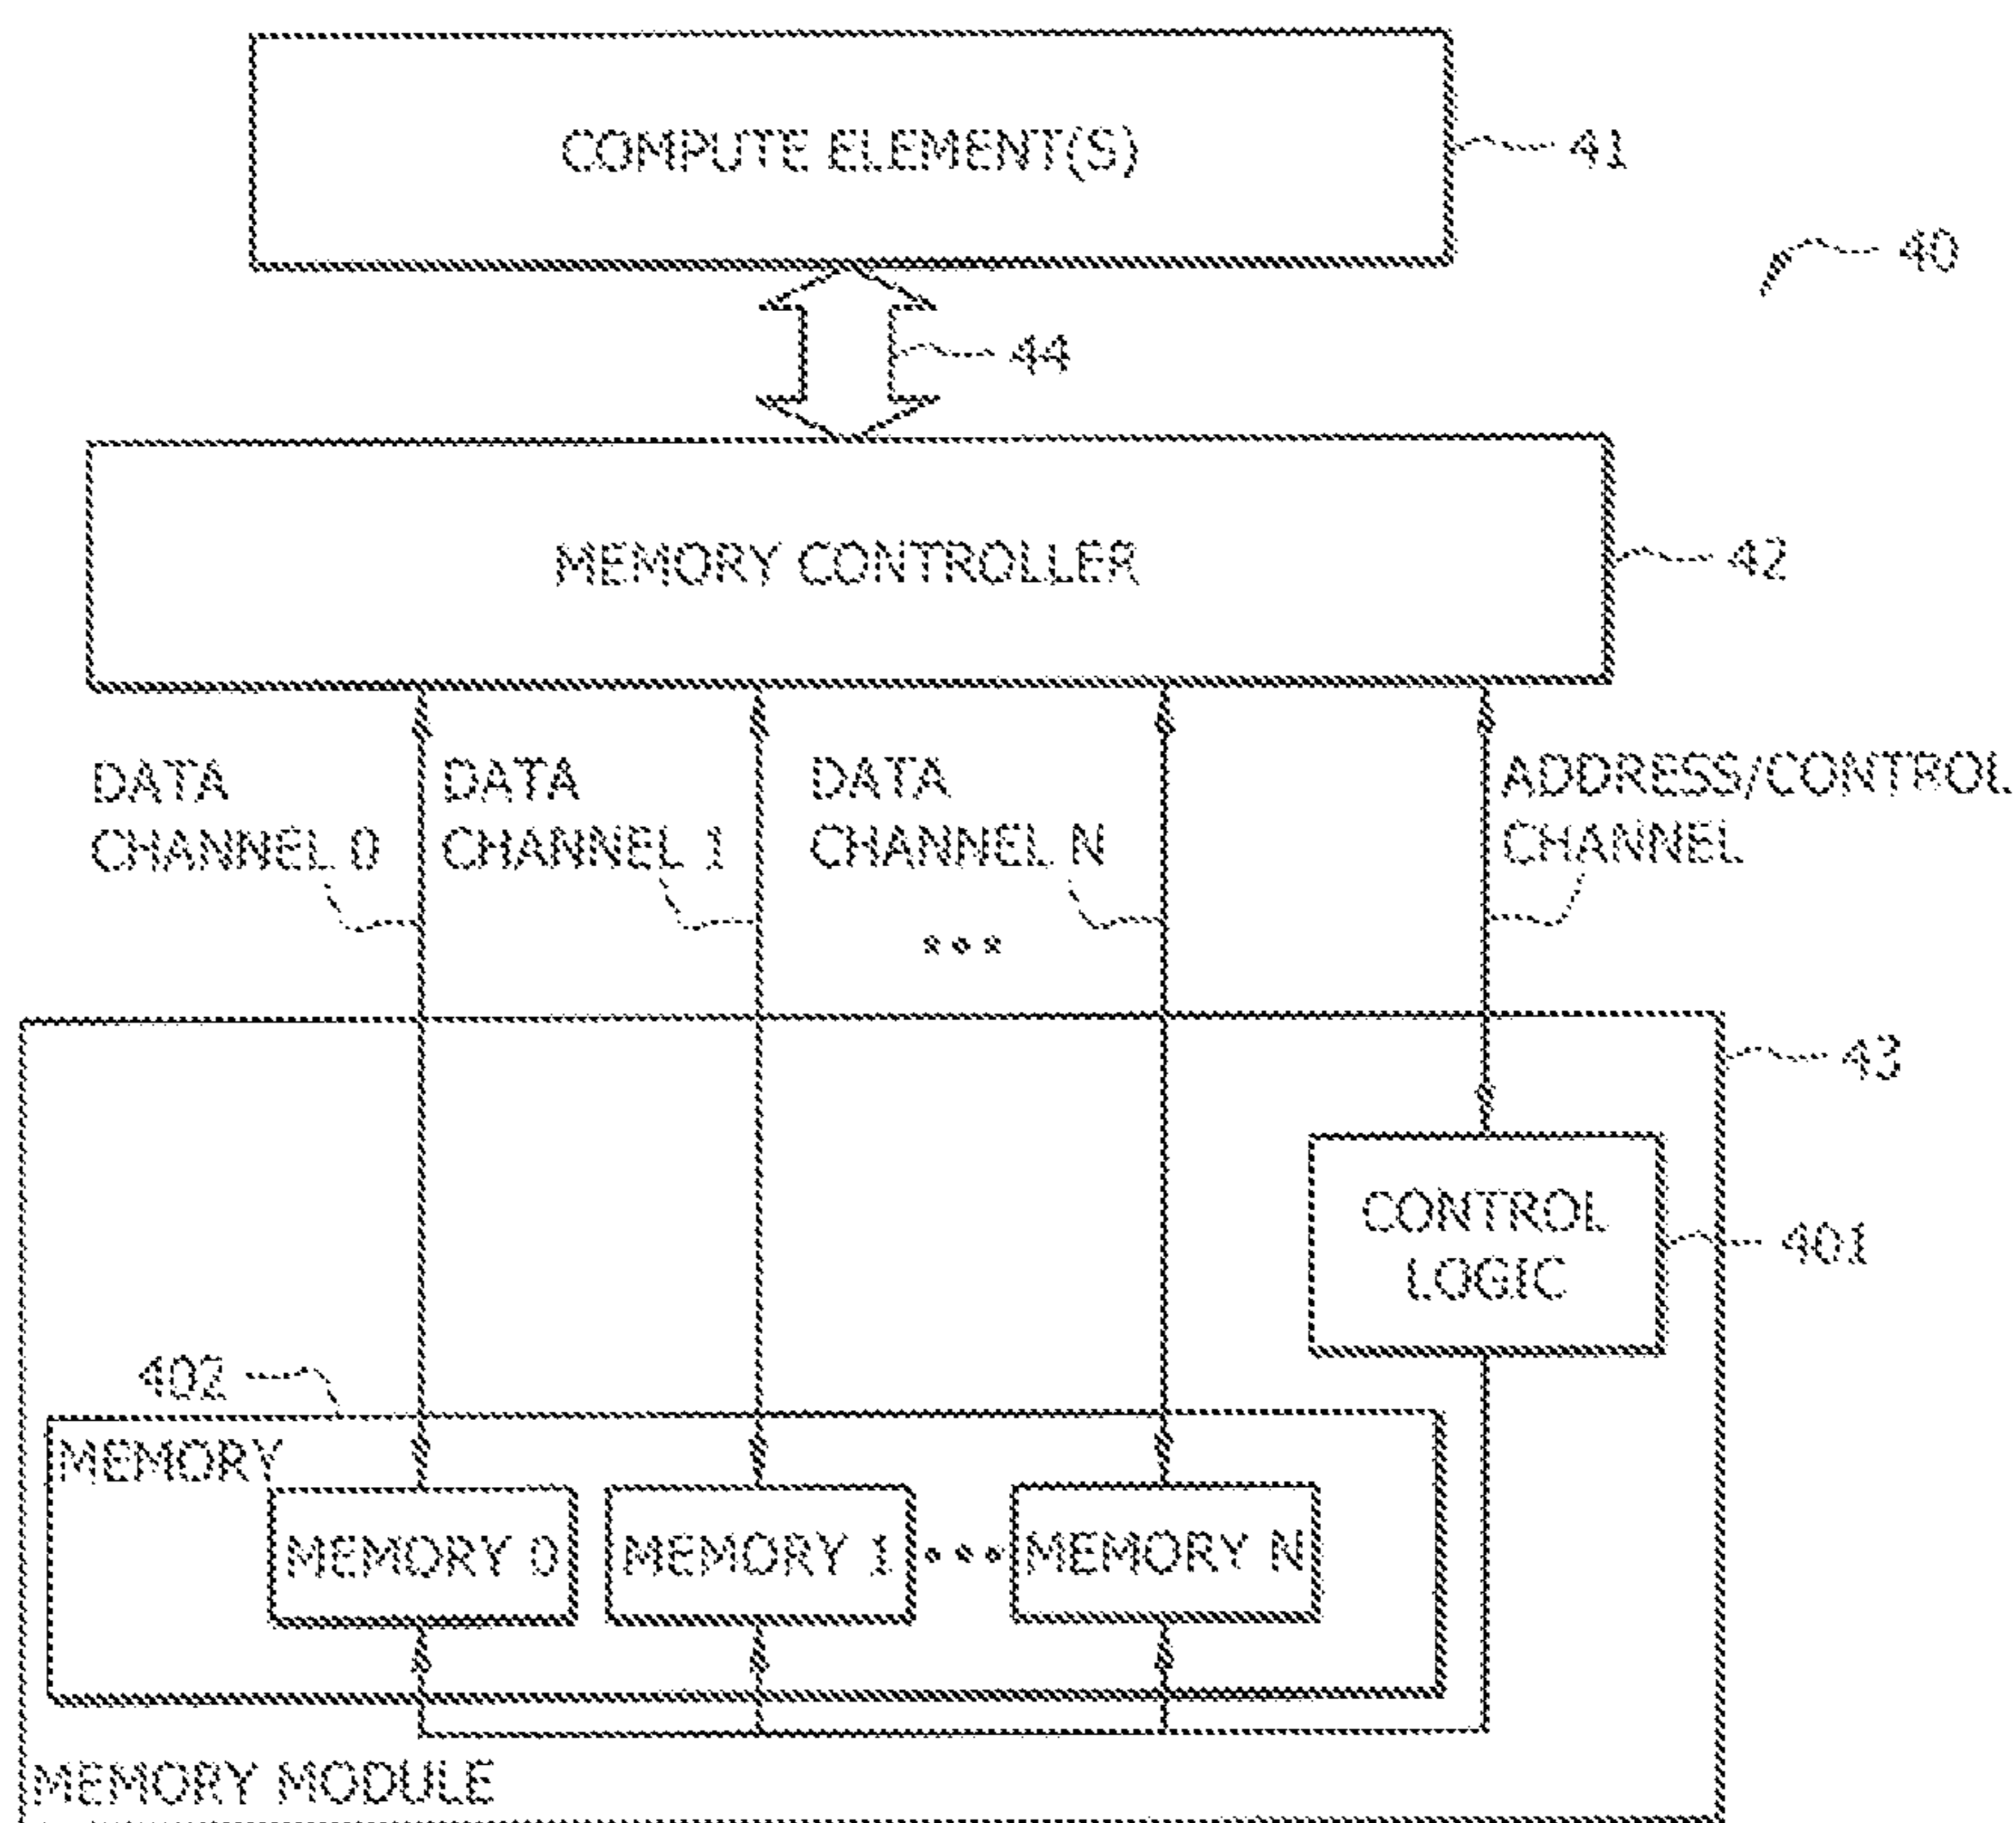 COMPUTE ELEMENT(S)
41
40
44
MEMORY CONTROLLER
42
DATA
CHANNEL 0
DATA
CHANNEL 1
DATA
CHANNEL N
ADDRESS/CONTROL
CHANNEL
43
CONTROL
LOGIC
401
402
MEMORY
MEMORY 0
MEMORY 1
MEMORY N
MEMORY MODULE